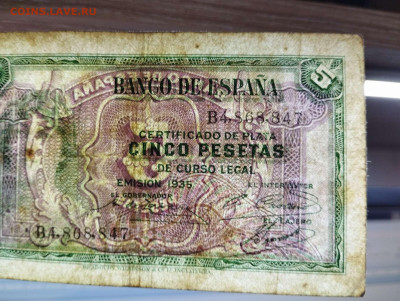 COINS.LAVE.RU
BANCO DE ESPAÑA
5
B4,868,847
CERTIFICADO DE PLATA
CINCO PESETAS
DE CURSO LEGAL
EMISION 1935
EL INTERVENTOR
EL GOBERNADOR
EL CAJERO
B4,868,847